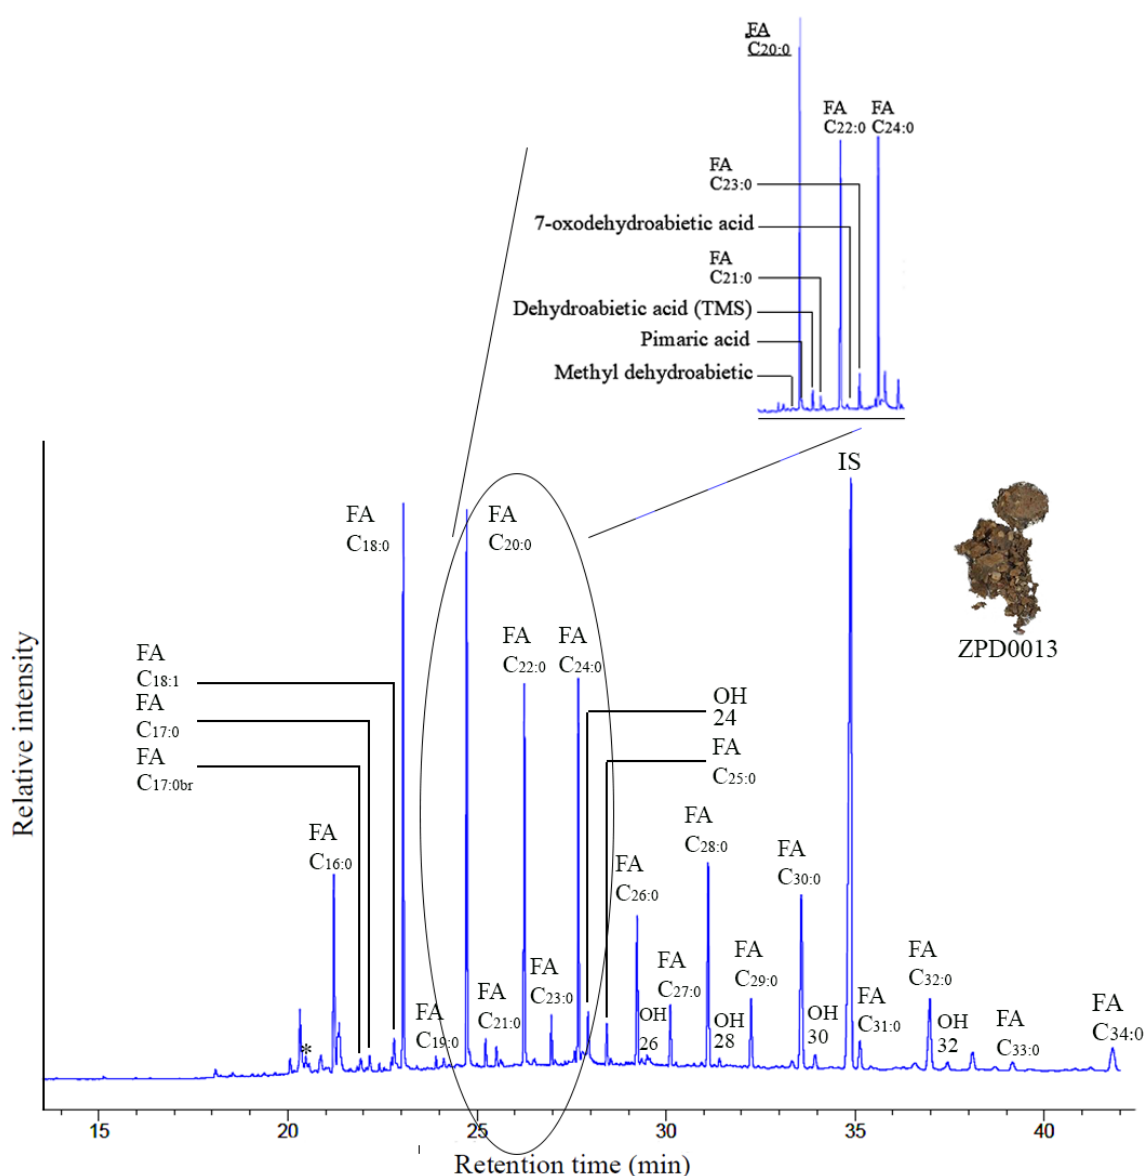 FA
C20:0
FA
C22:0
FA
C24:0
FA
C23:0
7-oxodehydroabietic acid
FA
C21:0
Dehydroabietic acid (TMS)
Pimaric acid
Methyl dehydroabietic
IS
FA
C18:0
FA
C20:0
ZPD0013
FA
C22:0
FA
C24:0
FA
C18:1
FA
C17:0
FA
C17:0br
OH
24
FA
C25:0
FA
C16:0
FA
C28:0
FA
C26:0
FA
C30:0
FA
C19:0
FA
C21:0
FA
C23:0
FA
C27:0
OH
26
OH
28
FA
C29:0
OH
30
FA
C31:0
FA
C32:0
OH
32
FA
C33:0
FA
C34:0
*
Relative intensity
15
20
25
30
35
40
Retention time (min)